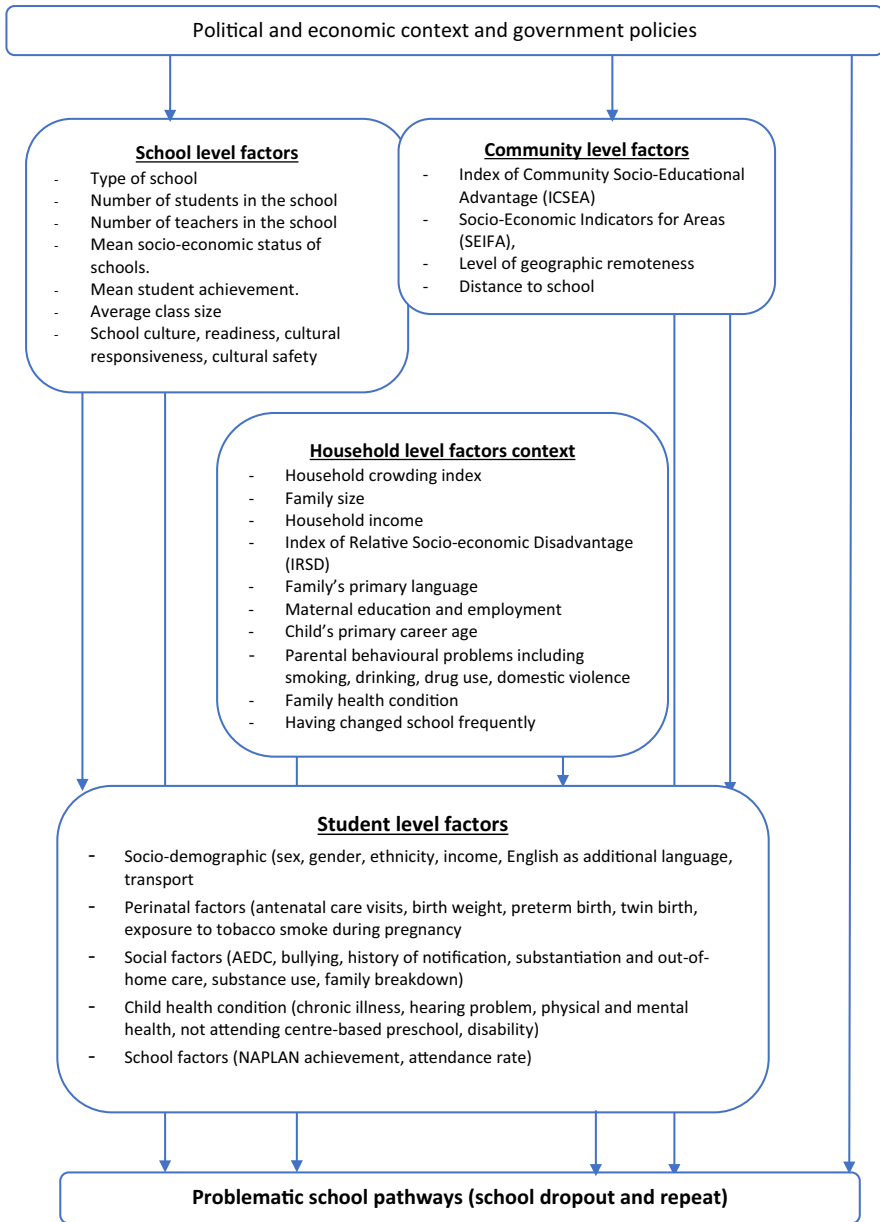 Political and economic context and government policies
School level factors
- Type of school
- Number of students in the school
- Number of teachers in the school
- Mean socio-economic status of
schools.
- Mean student achievement.
- Average class size
- School culture, readiness, cultural
responsiveness, cultural safety
Community level factors
- Index of Community Socio-Educational
Advantage (ICSEA)
- Socio-Economic Indicators for Areas
(SEIFA),
- Level of geographic remoteness
- Distance to school
Household level factors context
- Household crowding index
- Family size
- Household income
- Index of Relative Socio-economic Disadvantage
(IRSD)
- Family’s primary language
- Maternal education and employment
- Child’s primary career age
- Parental behavioural problems including
smoking, drinking, drug use, domestic violence
- Family health condition
- Having changed school frequently
Student level factors
- Socio-demographic (sex, gender, ethnicity, income, English as additional language,
transport
- Perinatal factors (antenatal care visits, birth weight, preterm birth, twin birth,
exposure to tobacco smoke during pregnancy
- Social factors (AEDC, bullying, history of notification, substantiation and out-of-
home care, substance use, family breakdown)
- Child health condition (chronic illness, hearing problem, physical and mental
health, not attending centre-based preschool, disability)
- School factors (NAPLAN achievement, attendance rate)
Problematic school pathways (school dropout and repeat)